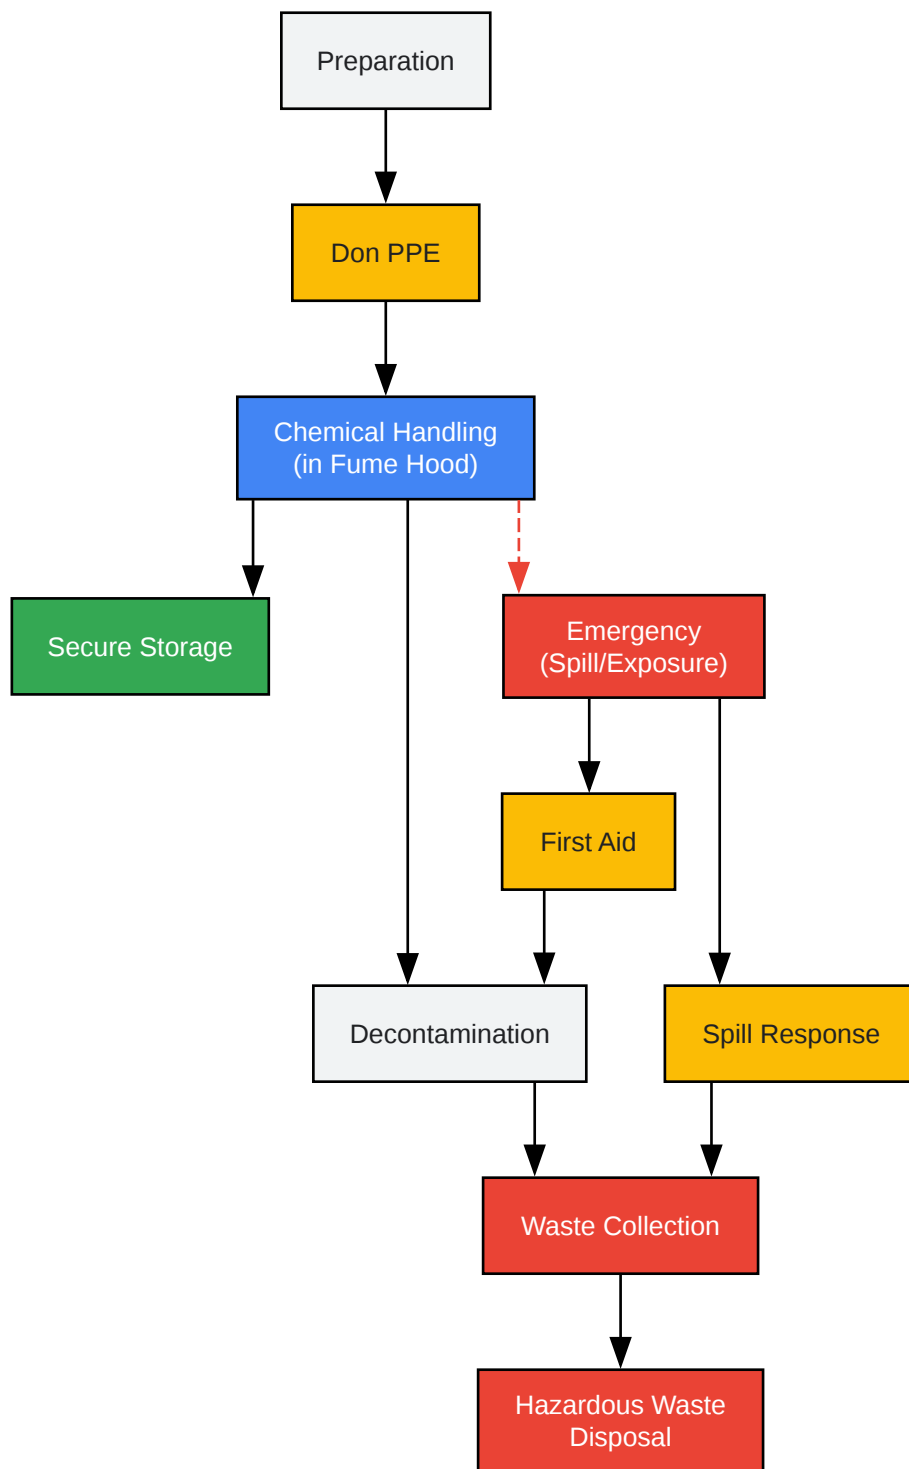 Preparation
Don PPE
Chemical Handling
(in Fume Hood)
Secure Storage
Emergency
(Spill/Exposure)
First Aid
Decontamination
Spill Response
Waste Collection
Hazardous Waste
Disposal